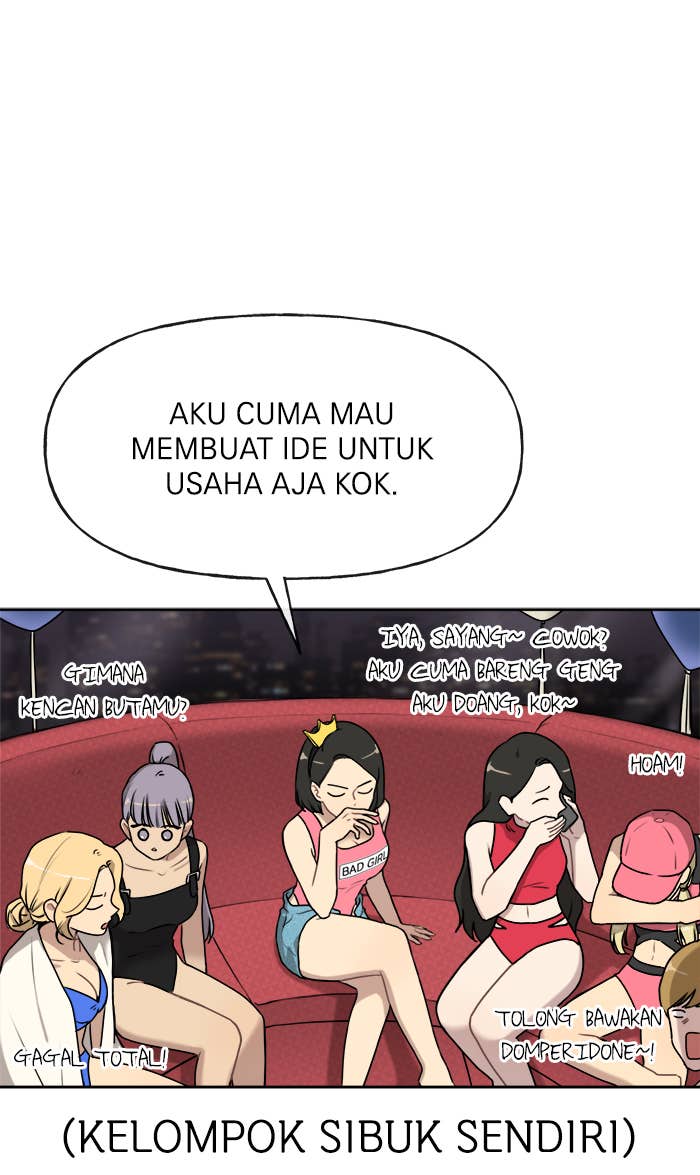 AKU CUMA MAU
MEMBUAT IDE UNTUK
USAHA AJA KOK.
GIMANA
KENCAN BUTAMU?
IYA, SAYANG~ COWOK?
AKU CUMA BARENG GENG
AKU DOANG, KOK~
HOAM!
BAD GIRL
GAGAL TOTAL!
TOLONG BAWAKAN
DOMPERIDONE~!
(KELOMPOK SIBUK SENDIRI)